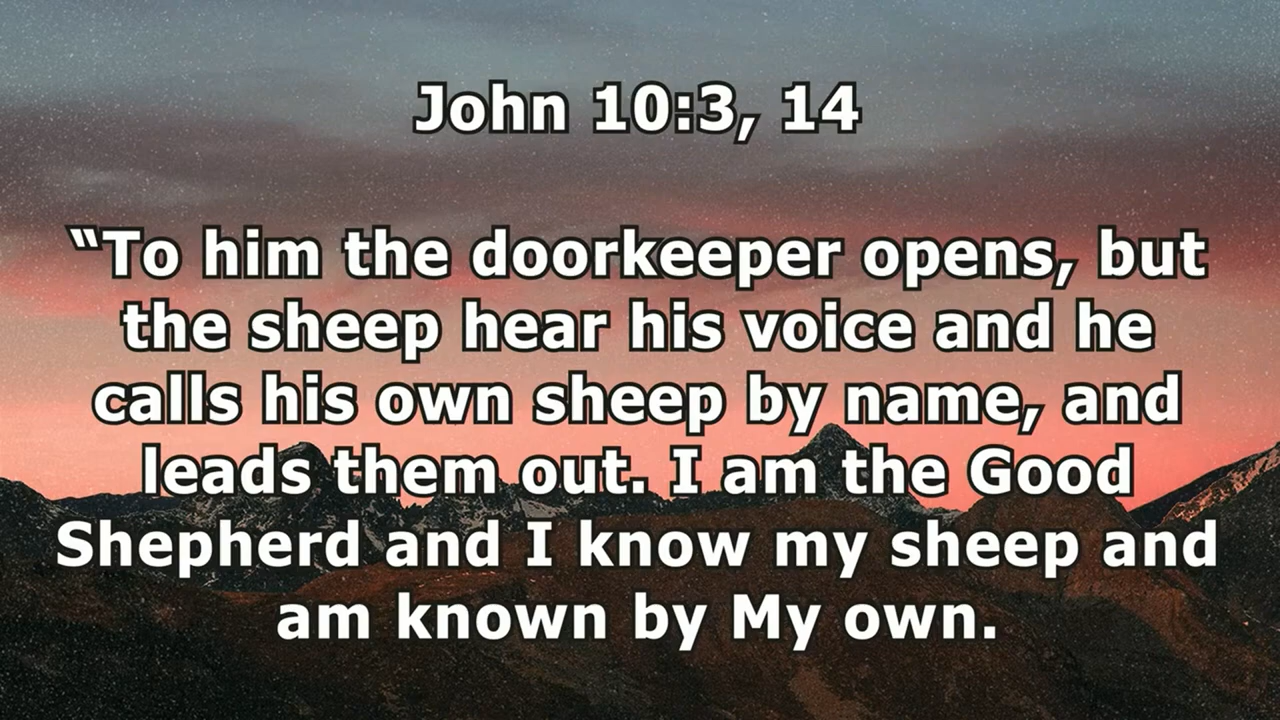 John 10:3, 14
“To him the doorkeeper opens, but
the sheep hear his voice and he
calls his own sheep by name, and
leads them out. I am the Good
Shepherd and I know my sheep and
am known by My own.